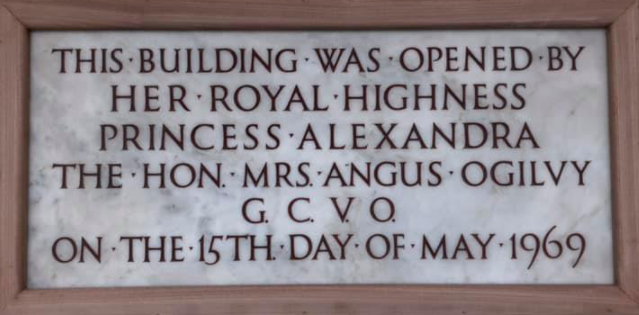 THIS·BUILDING·WAS·OPENED·BY
HER·ROYAL·HIGHNESS
PRINCESS·ALEXANDRA
THE·HON.·MRS.·ANGUS·OGILVY
G. C. V. O.
ON·THE·15TH.·DAY·OF·MAY·1969